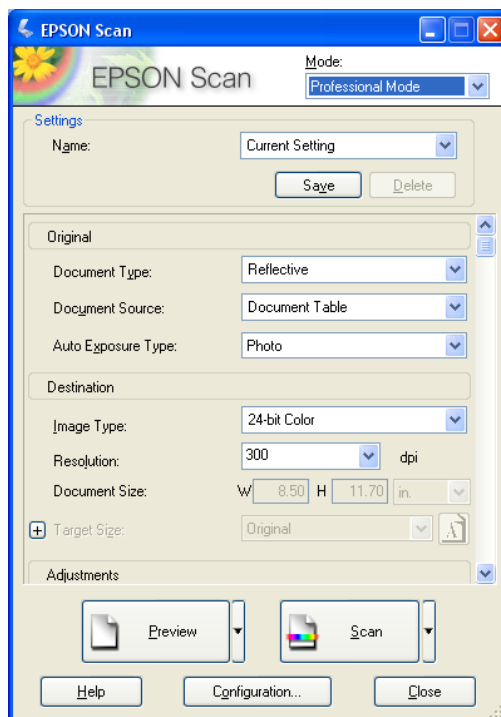 EPSON Scan
EPSON Scan
Mode:
Professional Mode
Settings
Name: Current Setting
Save Delete
Original
Document Type: Reflective
Document Source: Document Table
Auto Exposure Type: Photo
Destination
Image Type: 24-bit Color
Resolution: 300 dpi
Document Size: W 8.50 H 11.70 in.
Target Size: Original A
Adjustments
Preview Scan
Help Configuration... Close